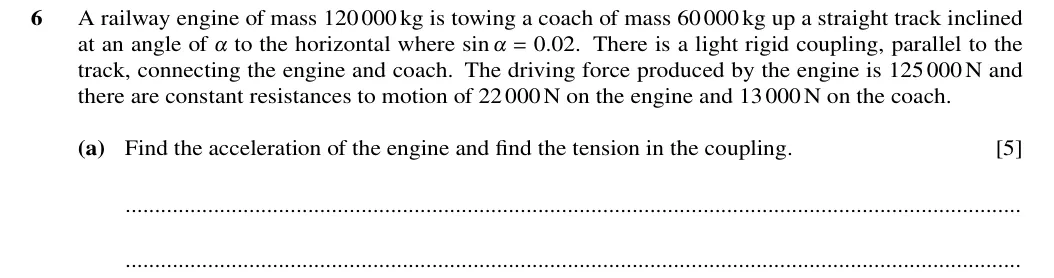 6 A railway engine of mass 120 000 kg is towing a coach of mass 60 000 kg up a straight track inclined
at an angle of α to the horizontal where sin α = 0.02. There is a light rigid coupling, parallel to the
track, connecting the engine and coach. The driving force produced by the engine is 125 000 N and
there are constant resistances to motion of 22 000 N on the engine and 13 000 N on the coach.
(a) Find the acceleration of the engine and find the tension in the coupling. [5]